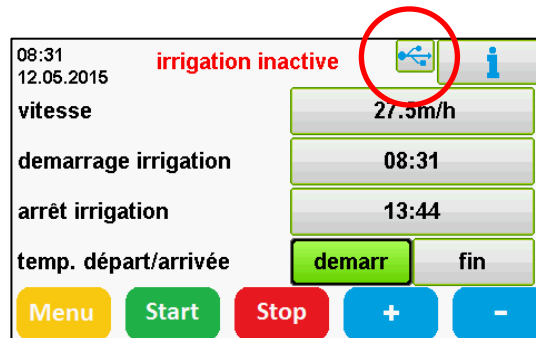 08:31
12.05.2015
irrigation inactive
i
vitesse 27.5m/h
demarrage irrigation 08:31
arrêt irrigation 13:44
temp. départ/arrivée demarr fin
Menu Start Stop + -